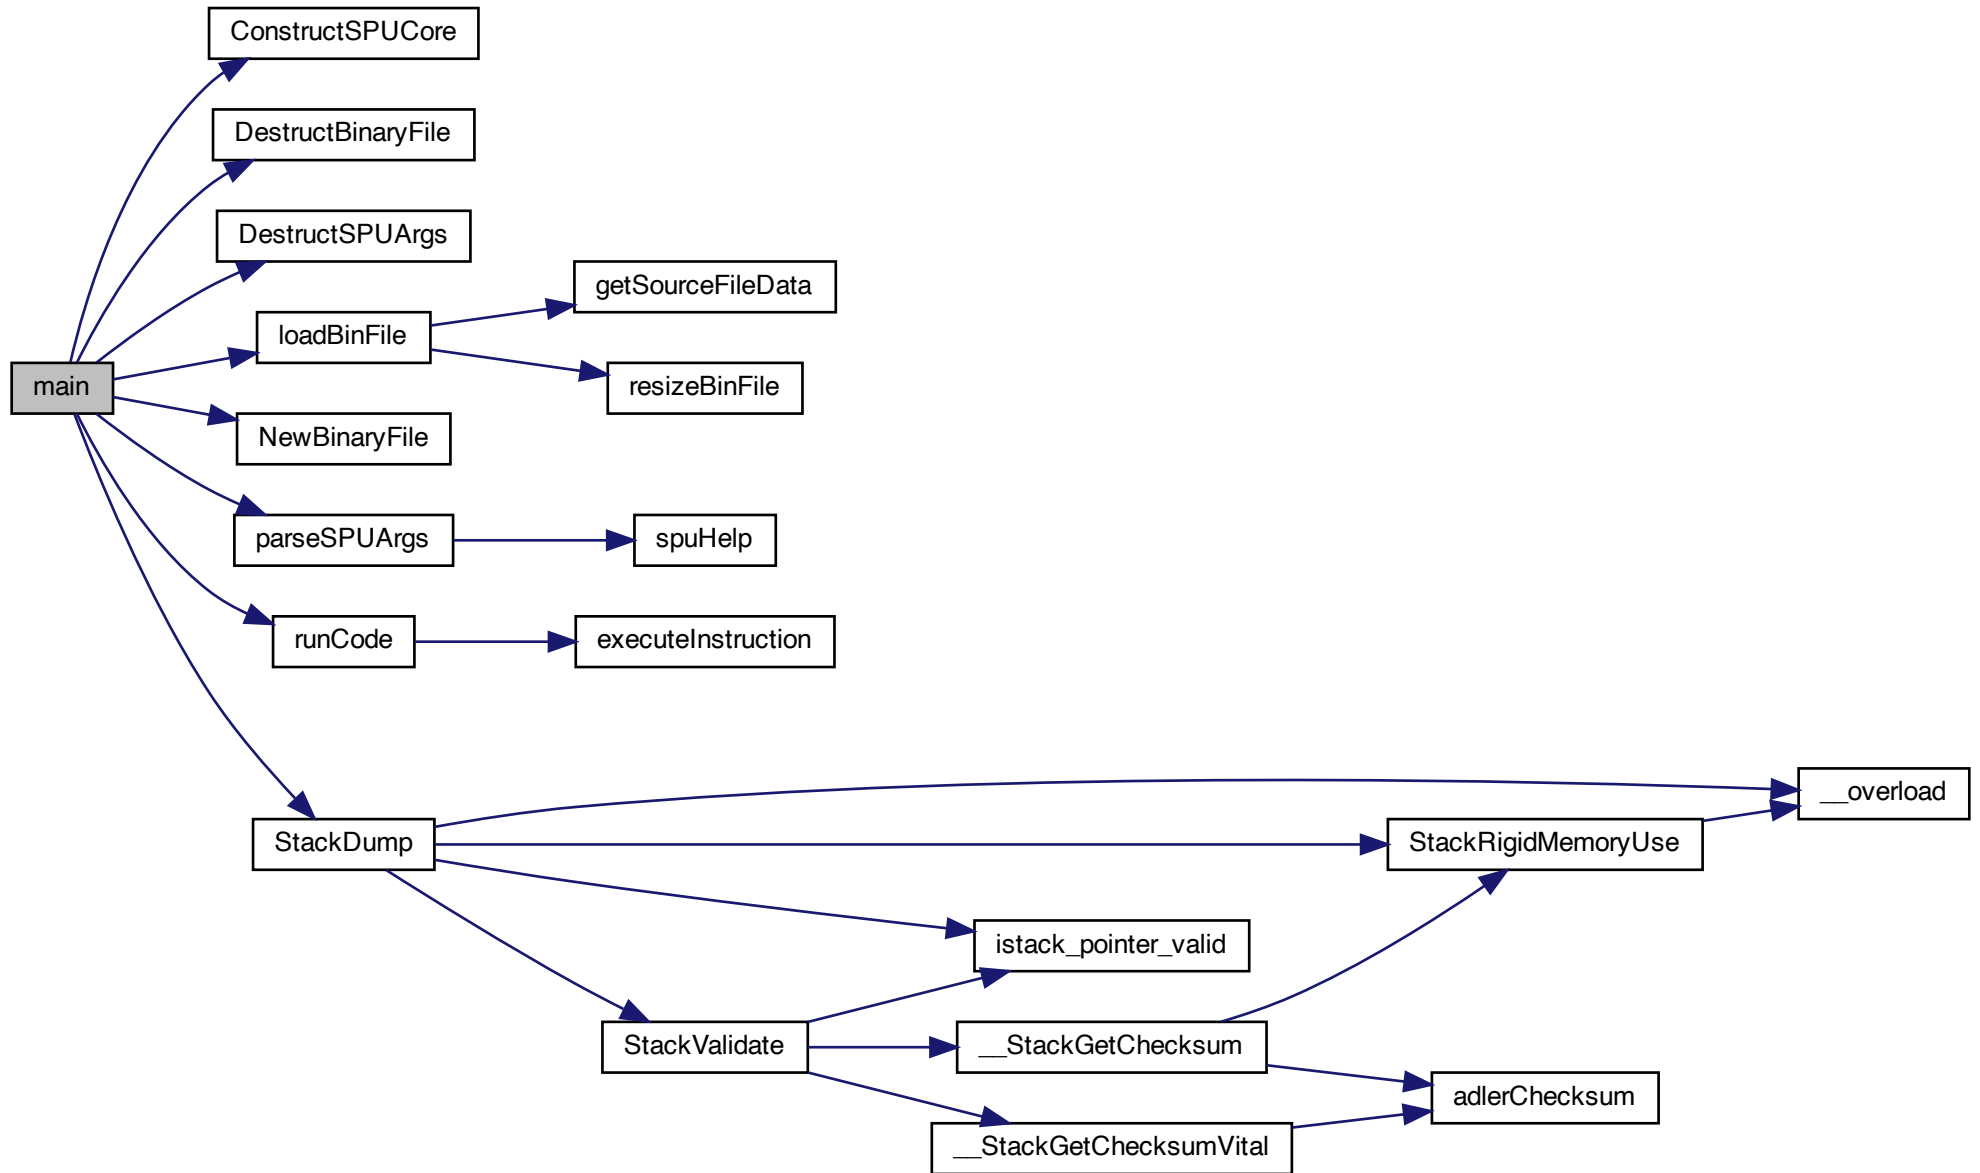 ConstructSPUCore
DestructBinaryFile
DestructSPUArgs
getSourceFileData
loadBinFile
main
resizeBinFile
NewBinaryFile
parseSPUArgs
spuHelp
runCode
executeInstruction
__overload
StackDump
StackRigidMemoryUse
istack_pointer_valid
StackValidate
__StackGetChecksum
adlerChecksum
__StackGetChecksumVital